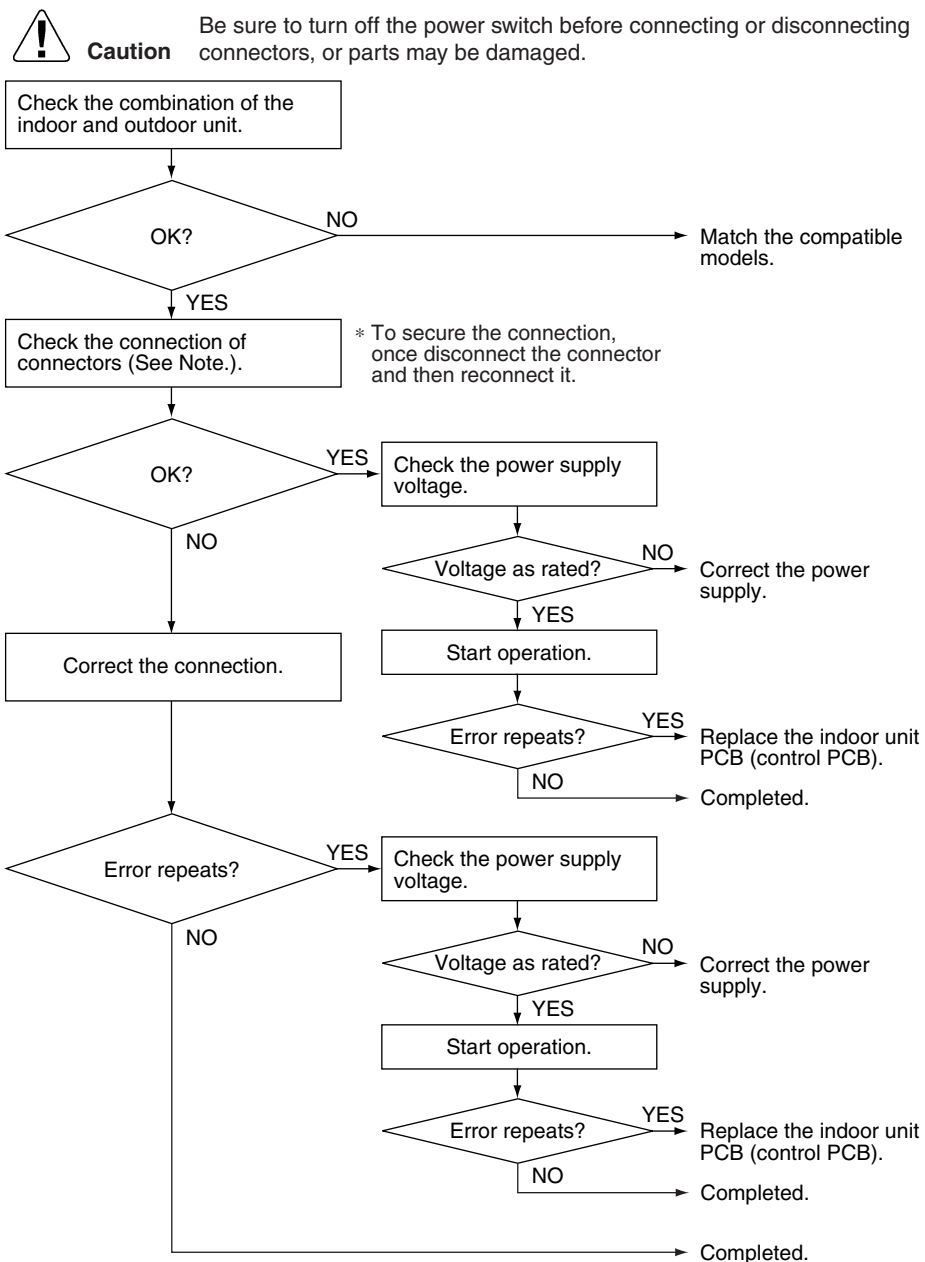 Be sure to turn off the power switch before connecting or disconnecting
Caution connectors, or parts may be damaged.
Check the combination of the
indoor and outdoor unit.
OK?
NO
Match the compatible
models.
YES
Check the connection of
connectors (See Note.).
* To secure the connection,
once disconnect the connector
and then reconnect it.
OK?
YES
Check the power supply
voltage.
NO
Voltage as rated?
NO
Correct the power
supply.
YES
Correct the connection.
Start operation.
Error repeats?
YES
Replace the indoor unit
PCB (control PCB).
NO
Completed.
Error repeats?
YES
Check the power supply
voltage.
NO
Voltage as rated?
NO
Correct the power
supply.
YES
Start operation.
Error repeats?
YES
Replace the indoor unit
PCB (control PCB).
NO
Completed.
Completed.